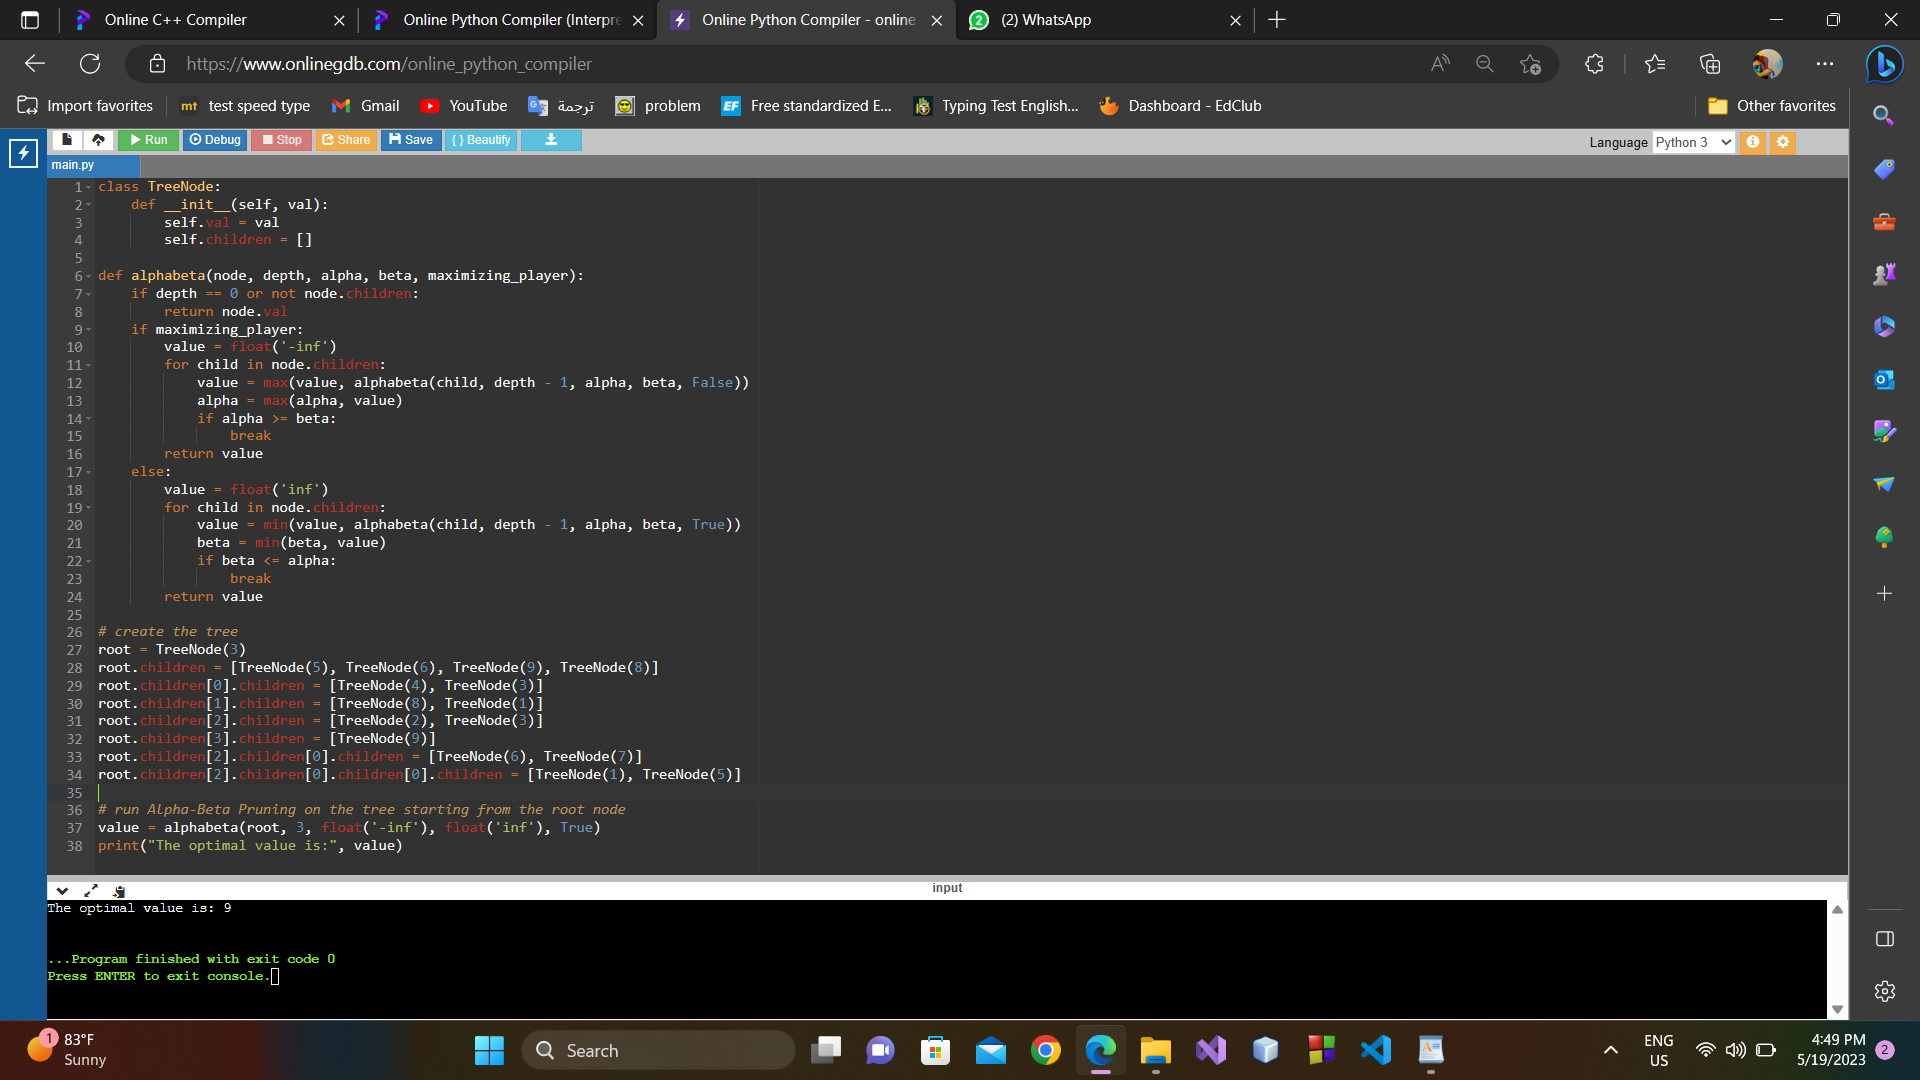 Online C++ Compiler
Online Python Compiler (Interpre
Online Python Compiler - online
2
(2) WhatsApp
https://www.onlinegdb.com/online_python_compiler
Import favorites
mt test speed type
Gmail
YouTube
ترجمة
problem
EF Free standardized E...
Typing Test English...
Dashboard - EdClub
Other favorites
Run
Debug
Stop
Share
Save
{ } Beautify
Language Python 3
main.py
1 class TreeNode:
2 def __init__(self, val):
3 self.val = val
4 self.children = []
5
6 def alphabeta(node, depth, alpha, beta, maximizing_player):
7 if depth == 0 or not node.children:
8 return node.val
9 if maximizing_player:
10 value = float('-inf')
11 for child in node.children:
12 value = max(value, alphabeta(child, depth - 1, alpha, beta, False))
13 alpha = max(alpha, value)
14 if alpha >= beta:
15 break
16 return value
17 else:
18 value = float('inf')
19 for child in node.children:
20 value = min(value, alphabeta(child, depth - 1, alpha, beta, True))
21 beta = min(beta, value)
22 if beta <= alpha:
23 break
24 return value
25
26 # create the tree
27 root = TreeNode(3)
28 root.children = [TreeNode(5), TreeNode(6), TreeNode(9), TreeNode(8)]
29 root.children[0].children = [TreeNode(4), TreeNode(3)]
30 root.children[1].children = [TreeNode(8), TreeNode(1)]
31 root.children[2].children = [TreeNode(2), TreeNode(3)]
32 root.children[3].children = [TreeNode(9)]
33 root.children[2].children[0].children = [TreeNode(6), TreeNode(7)]
34 root.children[2].children[0].children[0].children = [TreeNode(1), TreeNode(5)]
35
36 # run Alpha-Beta Pruning on the tree starting from the root node
37 value = alphabeta(root, 3, float('-inf'), float('inf'), True)
38 print("The optimal value is:", value)
input
The optimal value is: 9
...Program finished with exit code 0
Press ENTER to exit console.
1
83°F
Sunny
Search
ENG
US
4:49 PM
5/19/2023
2